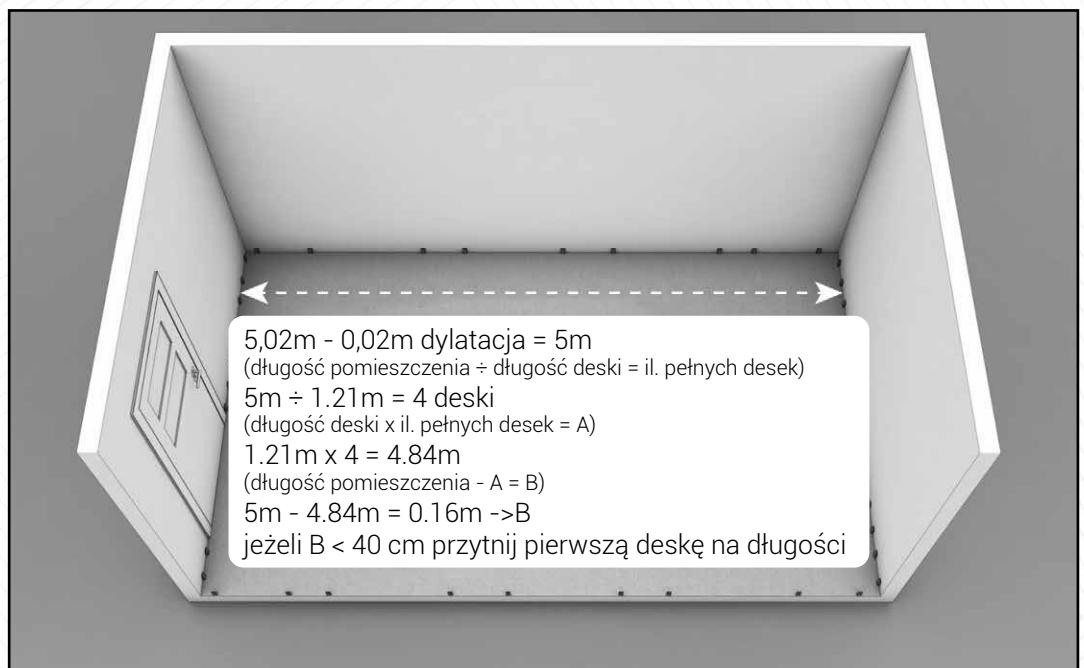 5,02m - 0,02m dylatacja = 5m
(długość pomieszczenia ÷ długość deski = il. pełnych desek)
5m ÷ 1.21m = 4 deski
(długość deski x il. pełnych desek = A)
1.21m x 4 = 4.84m
(długość pomieszczenia - A = B)
5m - 4.84m = 0.16m ->B
jeżeli B < 40 cm przytnij pierwszą deskę na długości